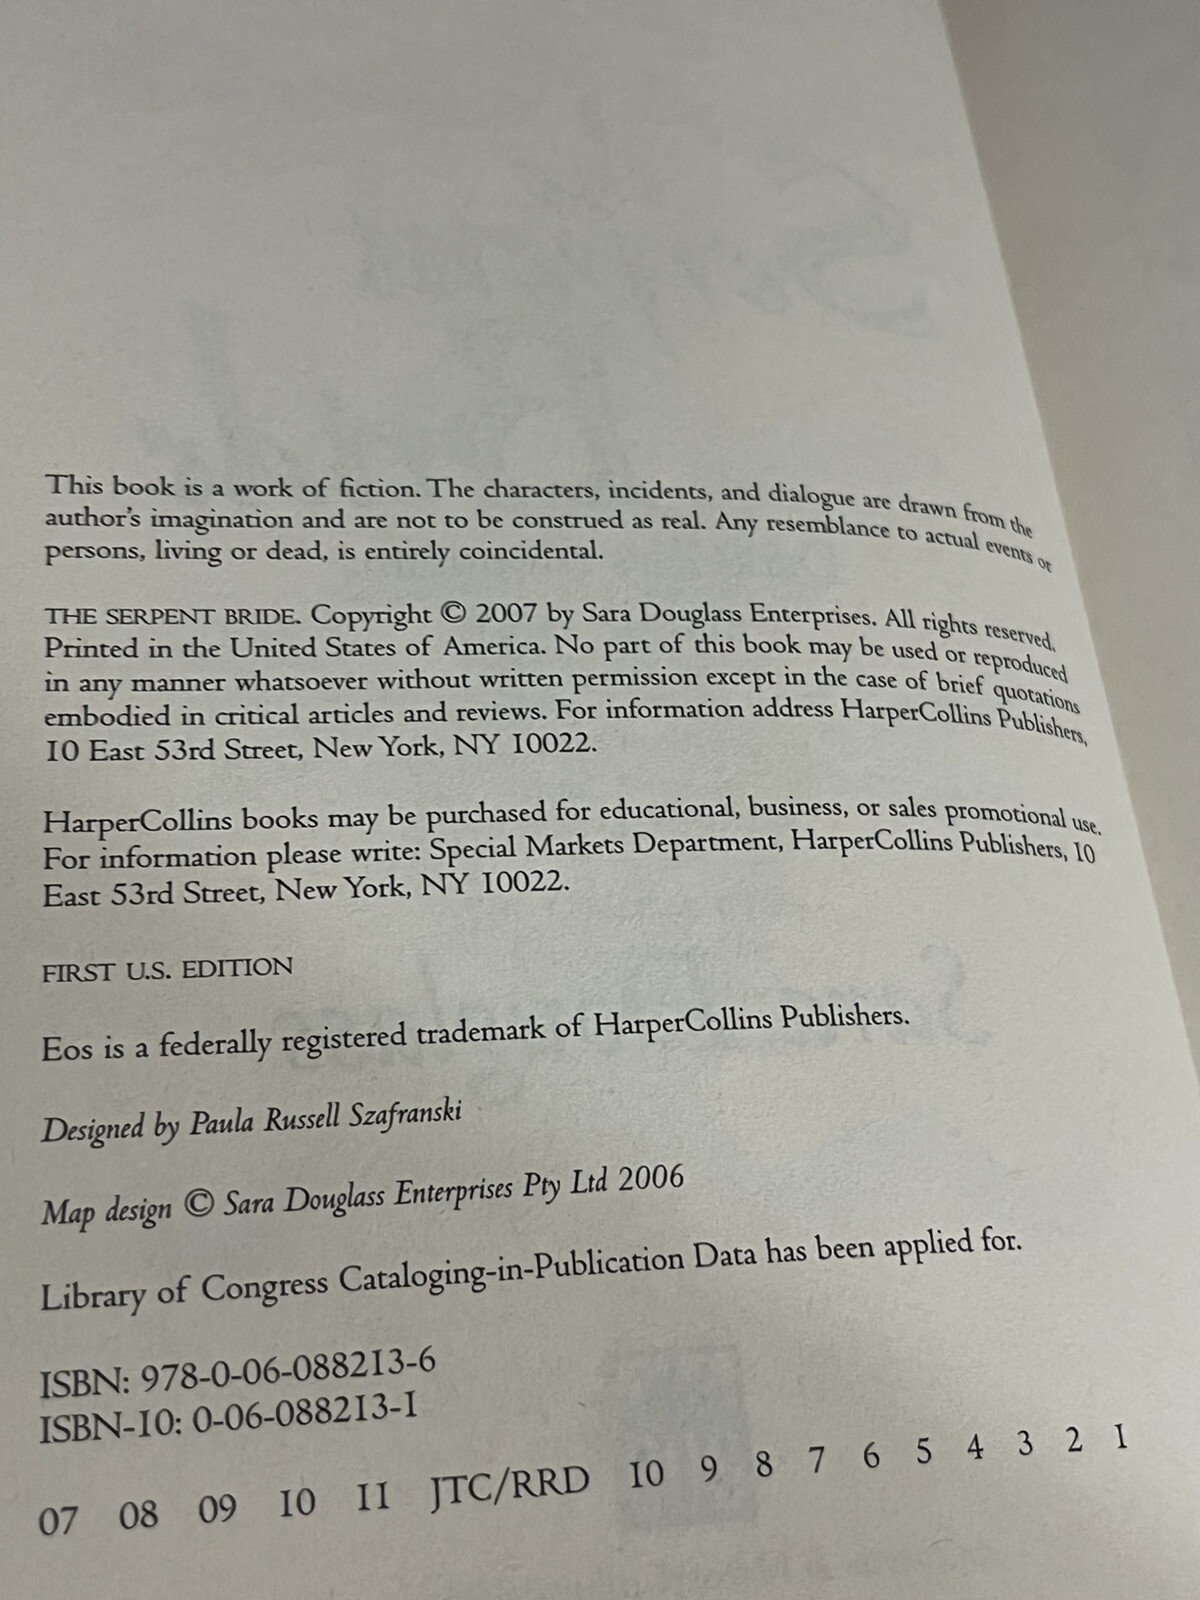 This book is a work of fiction. The characters, incidents, and dialogue are drawn from the
author's imagination and are not to be construed as real. Any resemblance to actual events or
persons, living or dead, is entirely coincidental.
THE SERPENT BRIDE. Copyright © 2007 by Sara Douglass Enterprises. All rights reserved.
Printed in the United States of America. No part of this book may be used or reproduced
in any manner whatsoever without written permission except in the case of brief quotations
embodied in critical articles and reviews. For information address HarperCollins Publishers,
10 East 53rd Street, New York, NY 10022.
HarperCollins books may be purchased for educational, business, or sales promotional use.
For information please write: Special Markets Department, HarperCollins Publishers, 10
East 53rd Street, New York, NY 10022.
FIRST U.S. EDITION
Eos is a federally registered trademark of HarperCollins Publishers.
Designed by Paula Russell Szafranski
Map design © Sara Douglass Enterprises Pty Ltd 2006
Library of Congress Cataloging-in-Publication Data has been applied for.
ISBN: 978-0-06-088213-6
ISBN-10: 0-06-088213-1
07 08 09 10 11 JTC/RRD 10 9 8 7 6 5 4 3 2 1